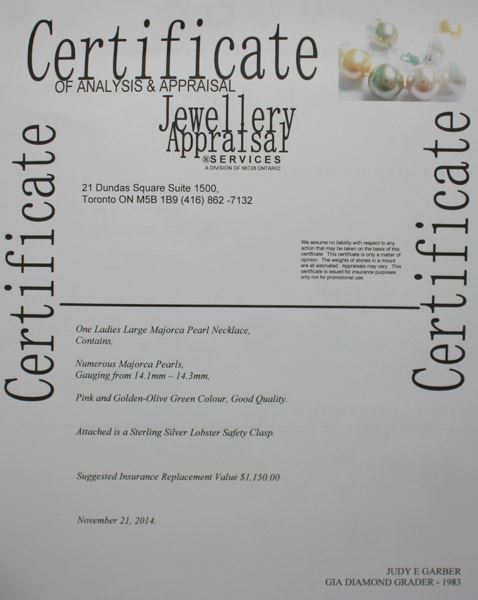 Certificate
OF ANALYSIS & APPRAISAL
Jewellery
Appraisal
®SERVICES
A DIVISION OF 66728 ONTARIO
21 Dundas Square Suite 1500,
Toronto ON M5B 1B9 (416) 862 -7132
Certificate
Certificate
We assume no liability with respect to any
action that may be taken on the basis of this
certificate. This certificate is only a matter of
opinion. The weights of stones in a mount
are all estimated. Appraisals may vary. This
certificate is issued for insurance purposes
only not for promotional use.
One Ladies Large Majorca Pearl Necklace,
Contains,
Numerous Majorca Pearls,
Gauging from 14.1mm – 14.3mm,
Pink and Golden-Olive Green Colour, Good Quality.
Attached is a Sterling Silver Lobster Safety Clasp.
Suggested Insurance Replacement Value $1,150.00
November 21, 2014.
JUDY E GARBER
GIA DIAMOND GRADER - 1983